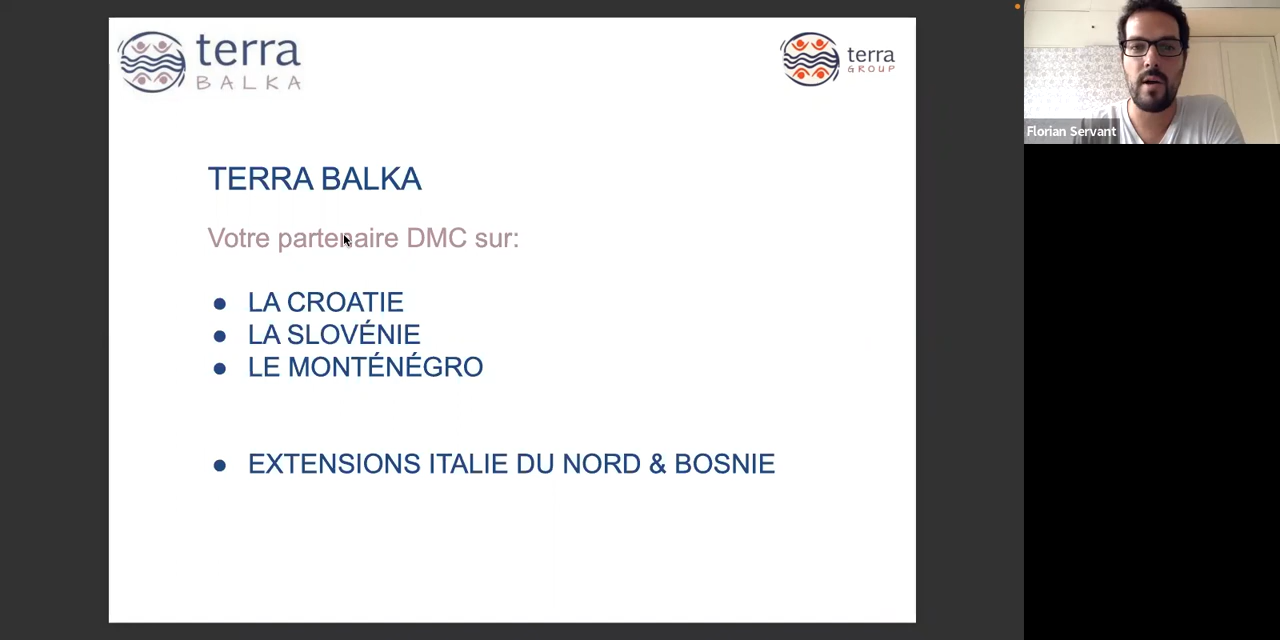 terra
BALKA
terra
GROUP
TERRA BALKA
Votre partenaire DMC sur:
● LA CROATIE
● LA SLOVÉNIE
● LE MONTÉNÉGRO
● EXTENSIONS ITALIE DU NORD & BOSNIE
Florian Servant